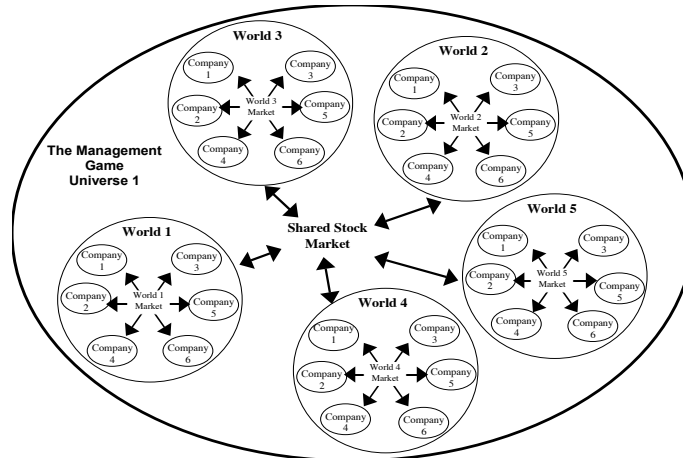 World 3
Company
1
Company
3
Company
2
World 3
Market
Company
5
Company
4
Company
6
World 2
Company
1
Company
3
Company
2
World 2
Market
Company
5
Company
4
Company
6
The Management
Game
Universe 1
Shared Stock
Market
World 1
Company
1
Company
3
Company
2
World 1
Market
Company
5
Company
4
Company
6
World 5
Company
1
Company
3
Company
2
World 5
Market
Company
5
Company
4
Company
6
World 4
Company
1
Company
3
Company
2
World 4
Market
Company
5
Company
4
Company
6